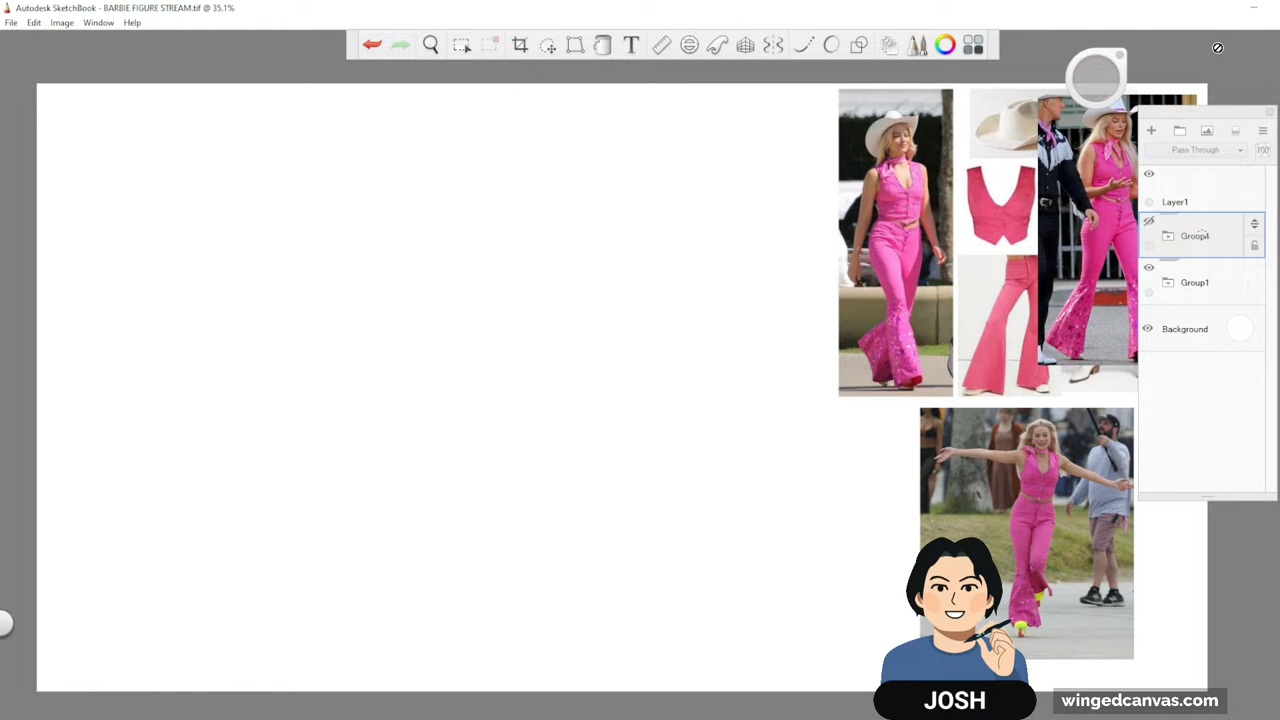 Autodesk SketchBook - BARBIE FIGURE STREAM.tif @ 35.1%
File Edit Image Window Help
T
Pass Through 100
Layer1
Group4
Group1
Background
JOSH
wingedcanvas.com